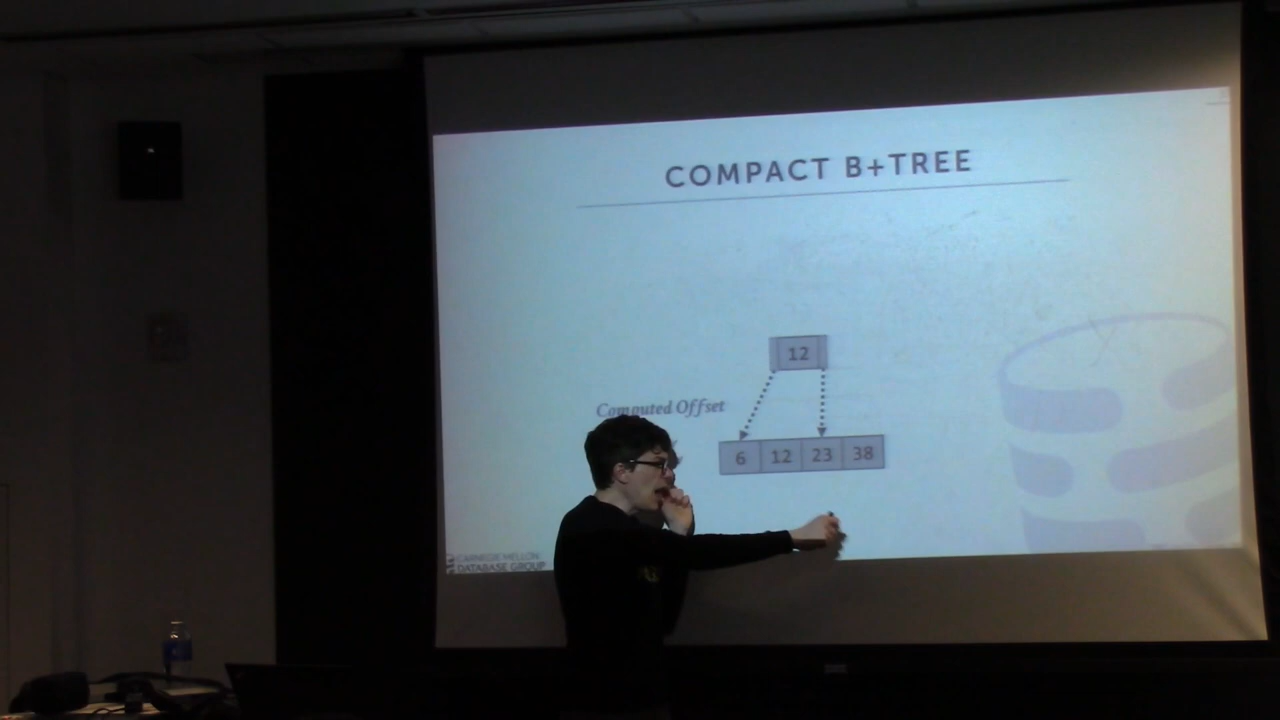 COMPACT B+TREE
12
Computed Offset
6 12 23 38
CARNEGIE MELLON
DATABASE GROUP